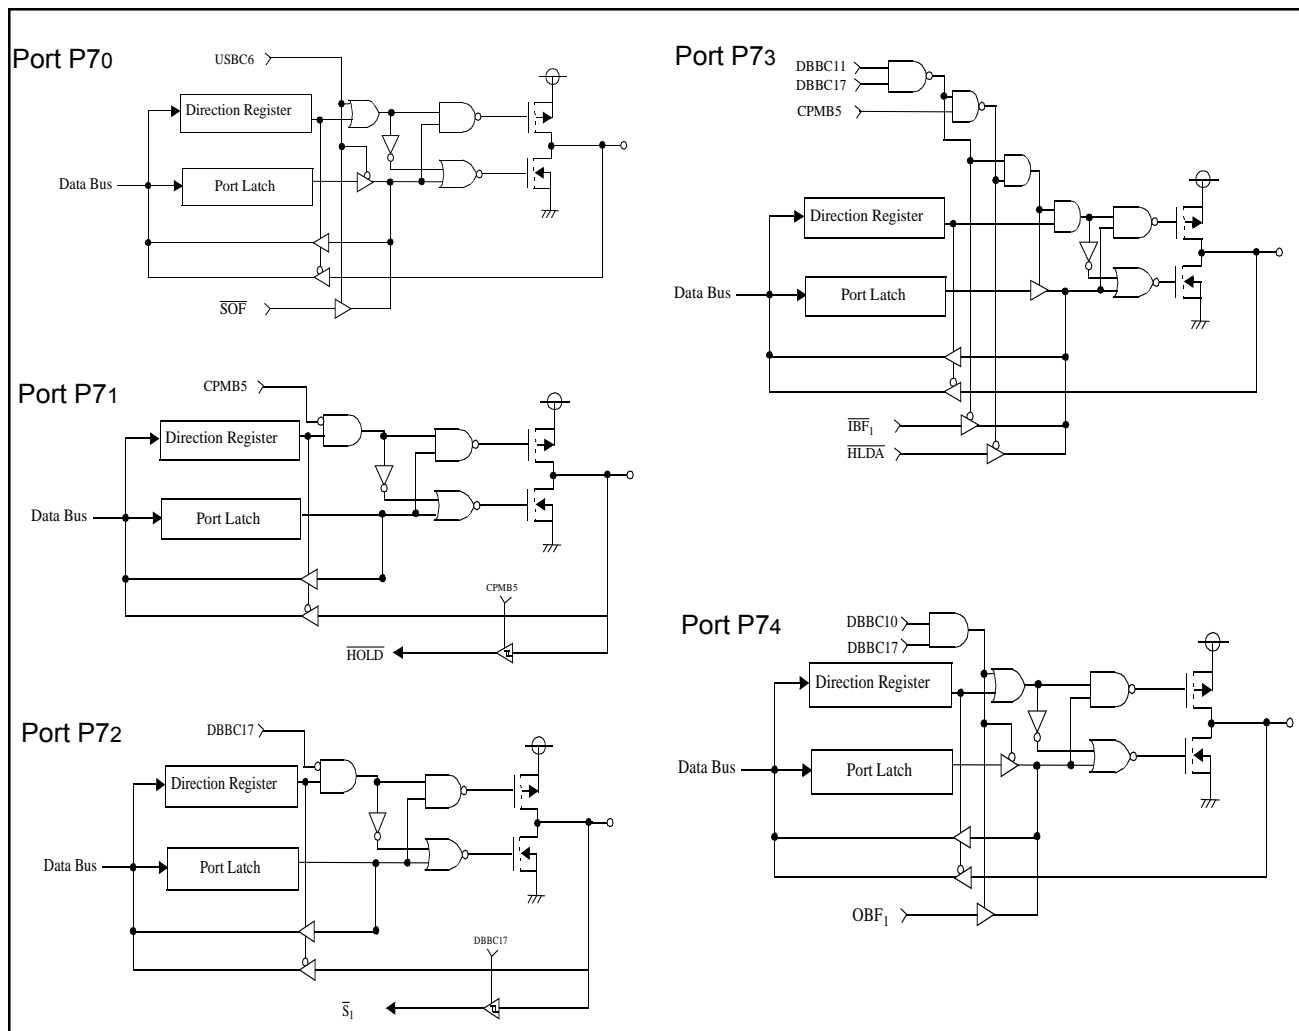 Port P70
USBC6
Direction Register
Data Bus
Port Latch
SOF
Port P71
CPMB5
Direction Register
Data Bus
Port Latch
CPMB5
HOLD
Port P72
DBBC17
Direction Register
Data Bus
Port Latch
DBBC17
S1
Port P73
DBBC11
DBBC17
CPMB5
Direction Register
Data Bus
Port Latch
IBF1
HLDA
Port P74
DBBC10
DBBC17
Direction Register
Data Bus
Port Latch
OBF1